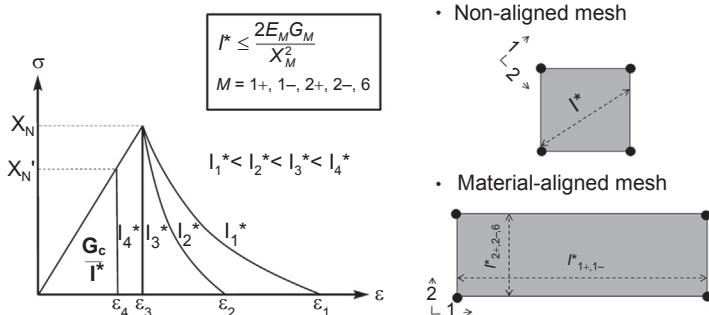 l* ≤ 2E_M G_M / X_M^2
M = 1+, 1–, 2+, 2–, 6
σ
X_N
X_N'
l_1* < l_2* < l_3* < l_4*
G_c / l*
l_4*
l_3*
l_2*
l_1*
ε_4
ε_3
ε_2
ε_1
ε
• Non-aligned mesh
1
2
l*
• Material-aligned mesh
l*_2+,2–,6
l*_1+,1–
2
1